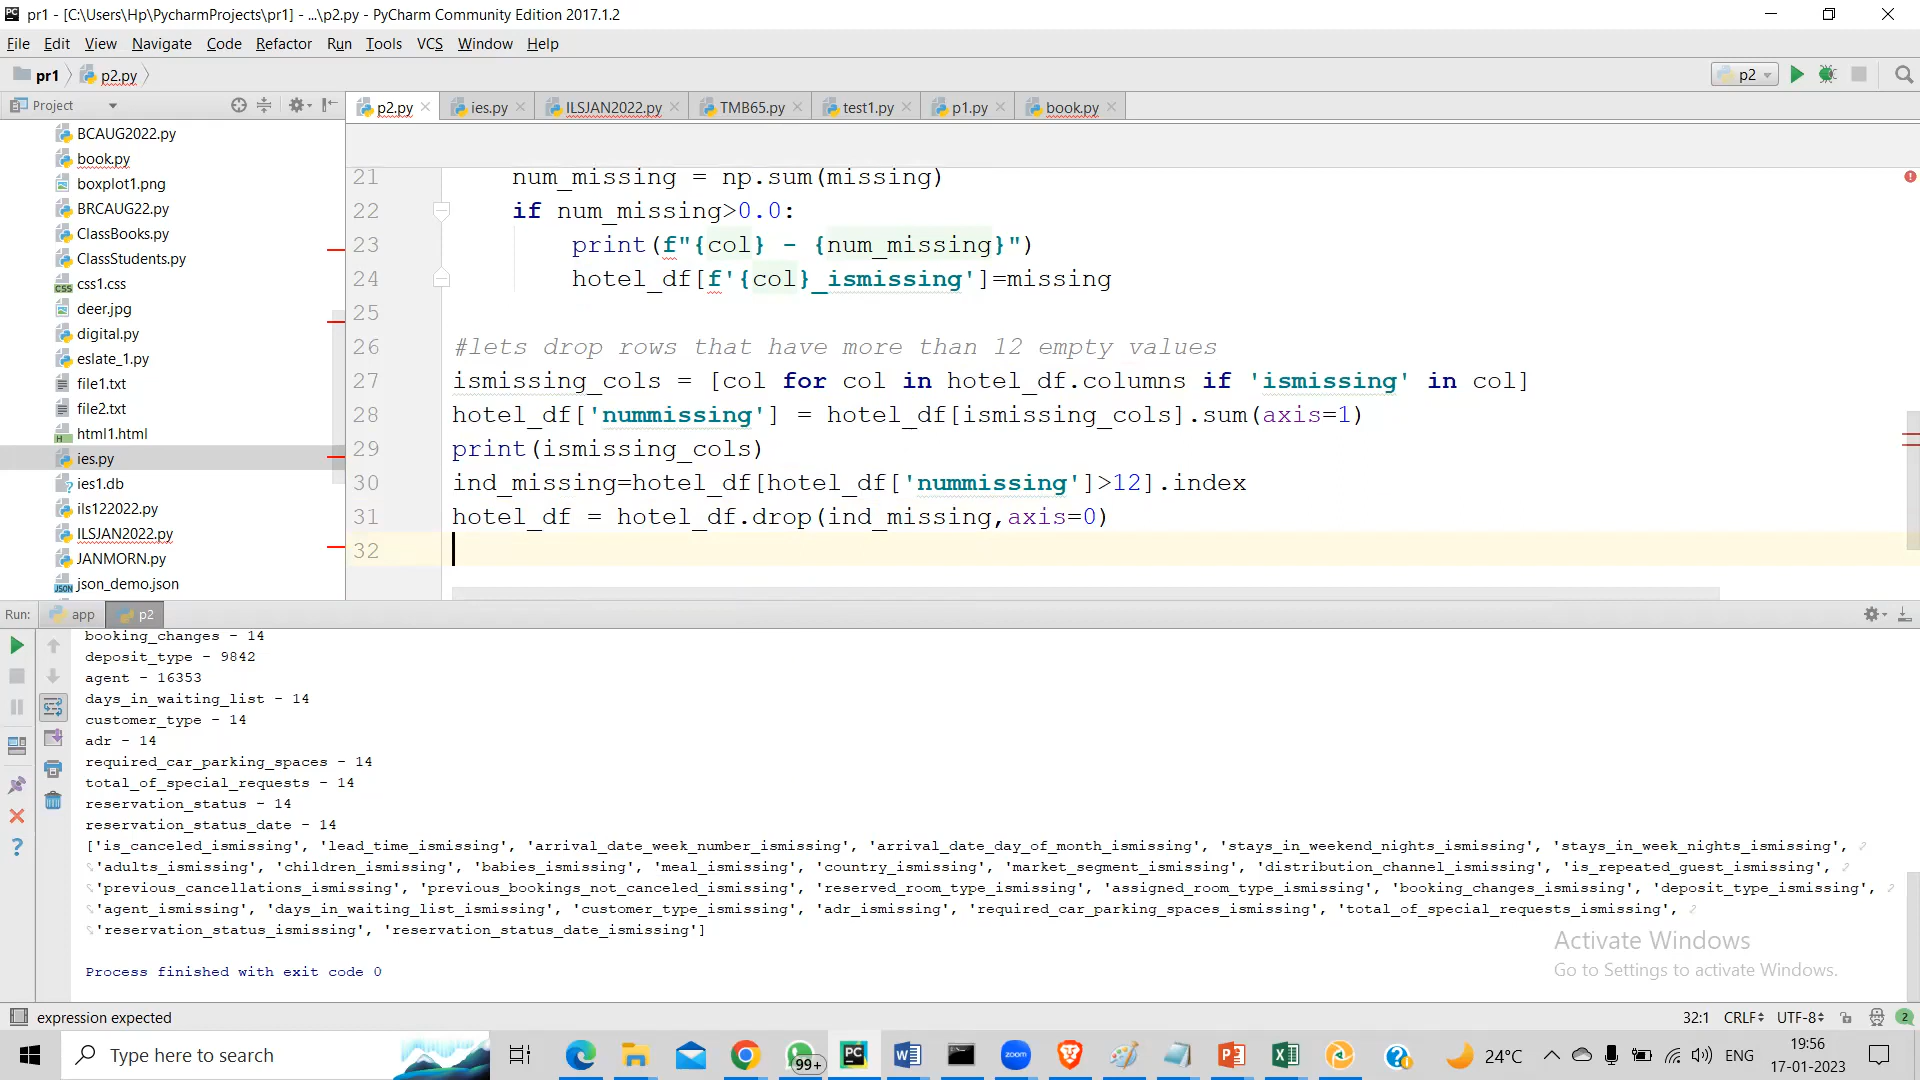 pr1 - [C:\Users\Hp\PycharmProjects\pr1] - ...\p2.py - PyCharm Community Edition 2017.1.2
File Edit View Navigate Code Refactor Run Tools VCS Window Help
pr1 p2.py p2
Project p2.py ies.py ILSJAN2022.py TMB65.py test1.py p1.py book.py
BCAUG2022.py
book.py
boxplot1.png
BRCAUG22.py
ClassBooks.py
ClassStudents.py
css1.css
deer.jpg
digital.py
eslate_1.py
file1.txt
file2.txt
html1.html
ies.py
ies1.db
ils122022.py
ILSJAN2022.py
JANMORN.py
json_demo.json
21 num_missing = np.sum(missing)
22 if num_missing>0.0:
23 print(f"{col} - {num_missing}")
24 hotel_df[f'{col}_ismissing']=missing
25
26 #lets drop rows that have more than 12 empty values
27 ismissing_cols = [col for col in hotel_df.columns if 'ismissing' in col]
28 hotel_df['nummissing'] = hotel_df[ismissing_cols].sum(axis=1)
29 print(ismissing_cols)
30 ind_missing=hotel_df[hotel_df['nummissing']>12].index
31 hotel_df = hotel_df.drop(ind_missing,axis=0)
32
Run: app p2
booking_changes - 14
deposit_type - 9842
agent - 16353
days_in_waiting_list - 14
customer_type - 14
adr - 14
required_car_parking_spaces - 14
total_of_special_requests - 14
reservation_status - 14
reservation_status_date - 14
['is_canceled_ismissing', 'lead_time_ismissing', 'arrival_date_week_number_ismissing', 'arrival_date_day_of_month_ismissing', 'stays_in_weekend_nights_ismissing', 'stays_in_week_nights_ismissing',
'adults_ismissing', 'children_ismissing', 'babies_ismissing', 'meal_ismissing', 'country_ismissing', 'market_segment_ismissing', 'distribution_channel_ismissing', 'is_repeated_guest_ismissing',
'previous_cancellations_ismissing', 'previous_bookings_not_canceled_ismissing', 'reserved_room_type_ismissing', 'assigned_room_type_ismissing', 'booking_changes_ismissing', 'deposit_type_ismissing',
'agent_ismissing', 'days_in_waiting_list_ismissing', 'customer_type_ismissing', 'adr_ismissing', 'required_car_parking_spaces_ismissing', 'total_of_special_requests_ismissing',
'reservation_status_ismissing', 'reservation_status_date_ismissing']
Process finished with exit code 0
Activate Windows
Go to Settings to activate Windows.
expression expected 32:1 CRLF UTF-8 2
Type here to search 99+ PC zoom 24°C ENG 19:56
17-01-2023